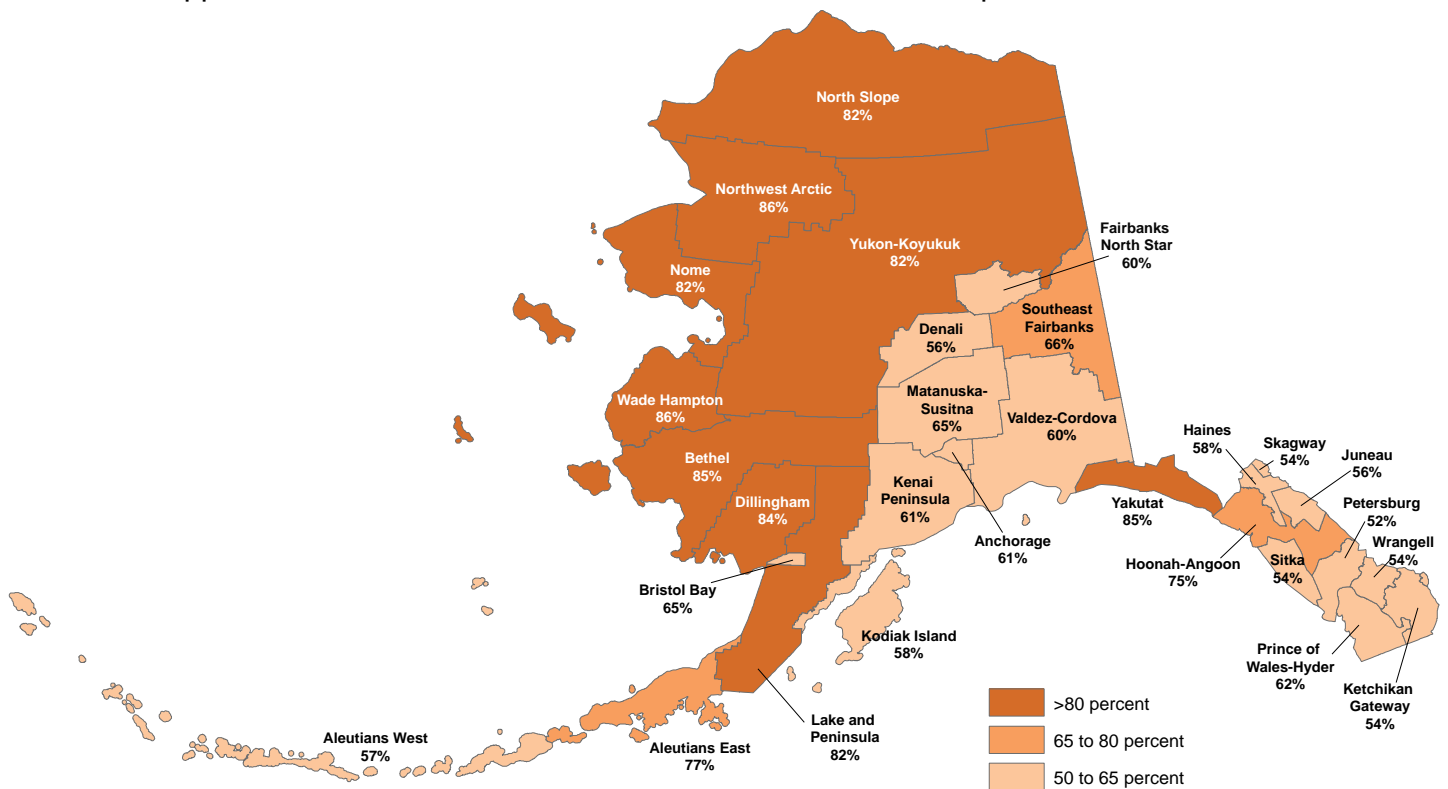 North Slope
82%
Northwest Arctic
86%
Yukon-Koyukuk
82%
Fairbanks
North Star
60%
Nome
82%
Southeast
Fairbanks
66%
Denali
56%
Wade Hampton
86%
Matanuska-
Susitna
65%
Valdez-Cordova
60%
Bethel
85%
Dillingham
84%
Kenai
Peninsula
61%
Anchorage
61%
Yakutat
85%
Haines
58%
Skagway
54%
Juneau
56%
Petersburg
52%
Wrangell
54%
Hoonah-Angoon
75%
Sitka
54%
Bristol Bay
65%
Kodiak Island
58%
Prince of
Wales-Hyder
62%
Ketchikan
Gateway
54%
Lake and
Peninsula
82%
Aleutians East
77%
Aleutians West
57%
>80 percent
65 to 80 percent
50 to 65 percent